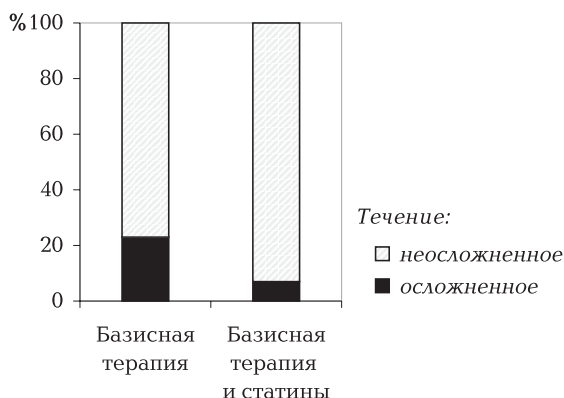 %100
80
60
40
20
0
Течение:
неосложненное
осложненное
Базисная
терапия
Базисная
терапия
и статины